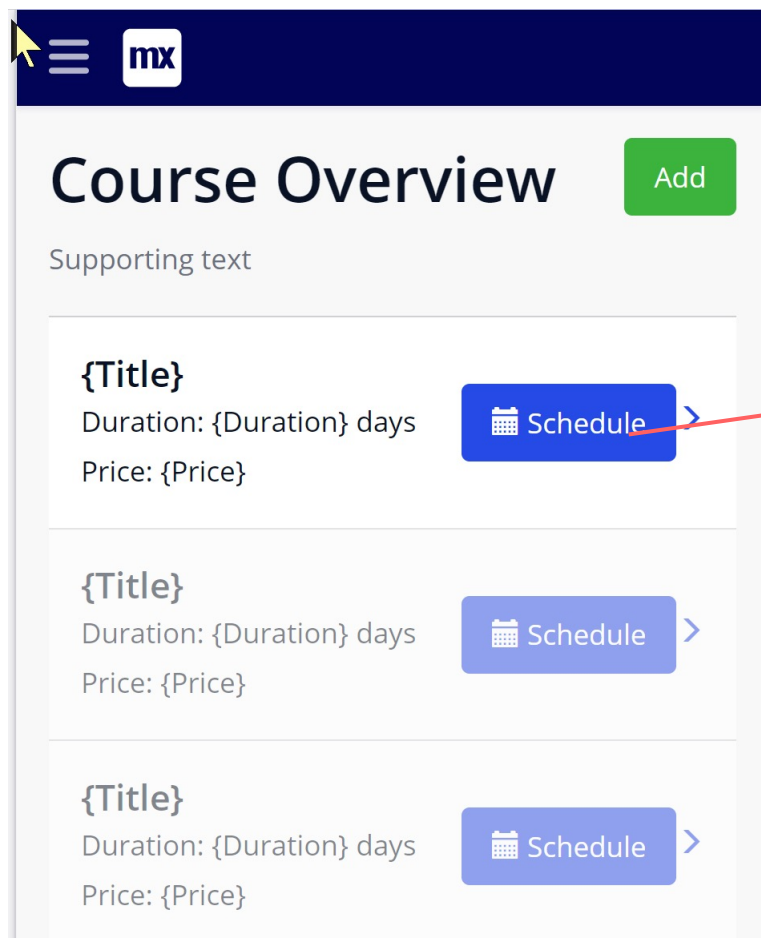 mx
Course Overview
Add
Supporting text
{Title}
Duration: {Duration} days
Schedule
Price: {Price}
{Title}
Duration: {Duration} days
Schedule
Price: {Price}
{Title}
Duration: {Duration} days
Schedule
Price: {Price}